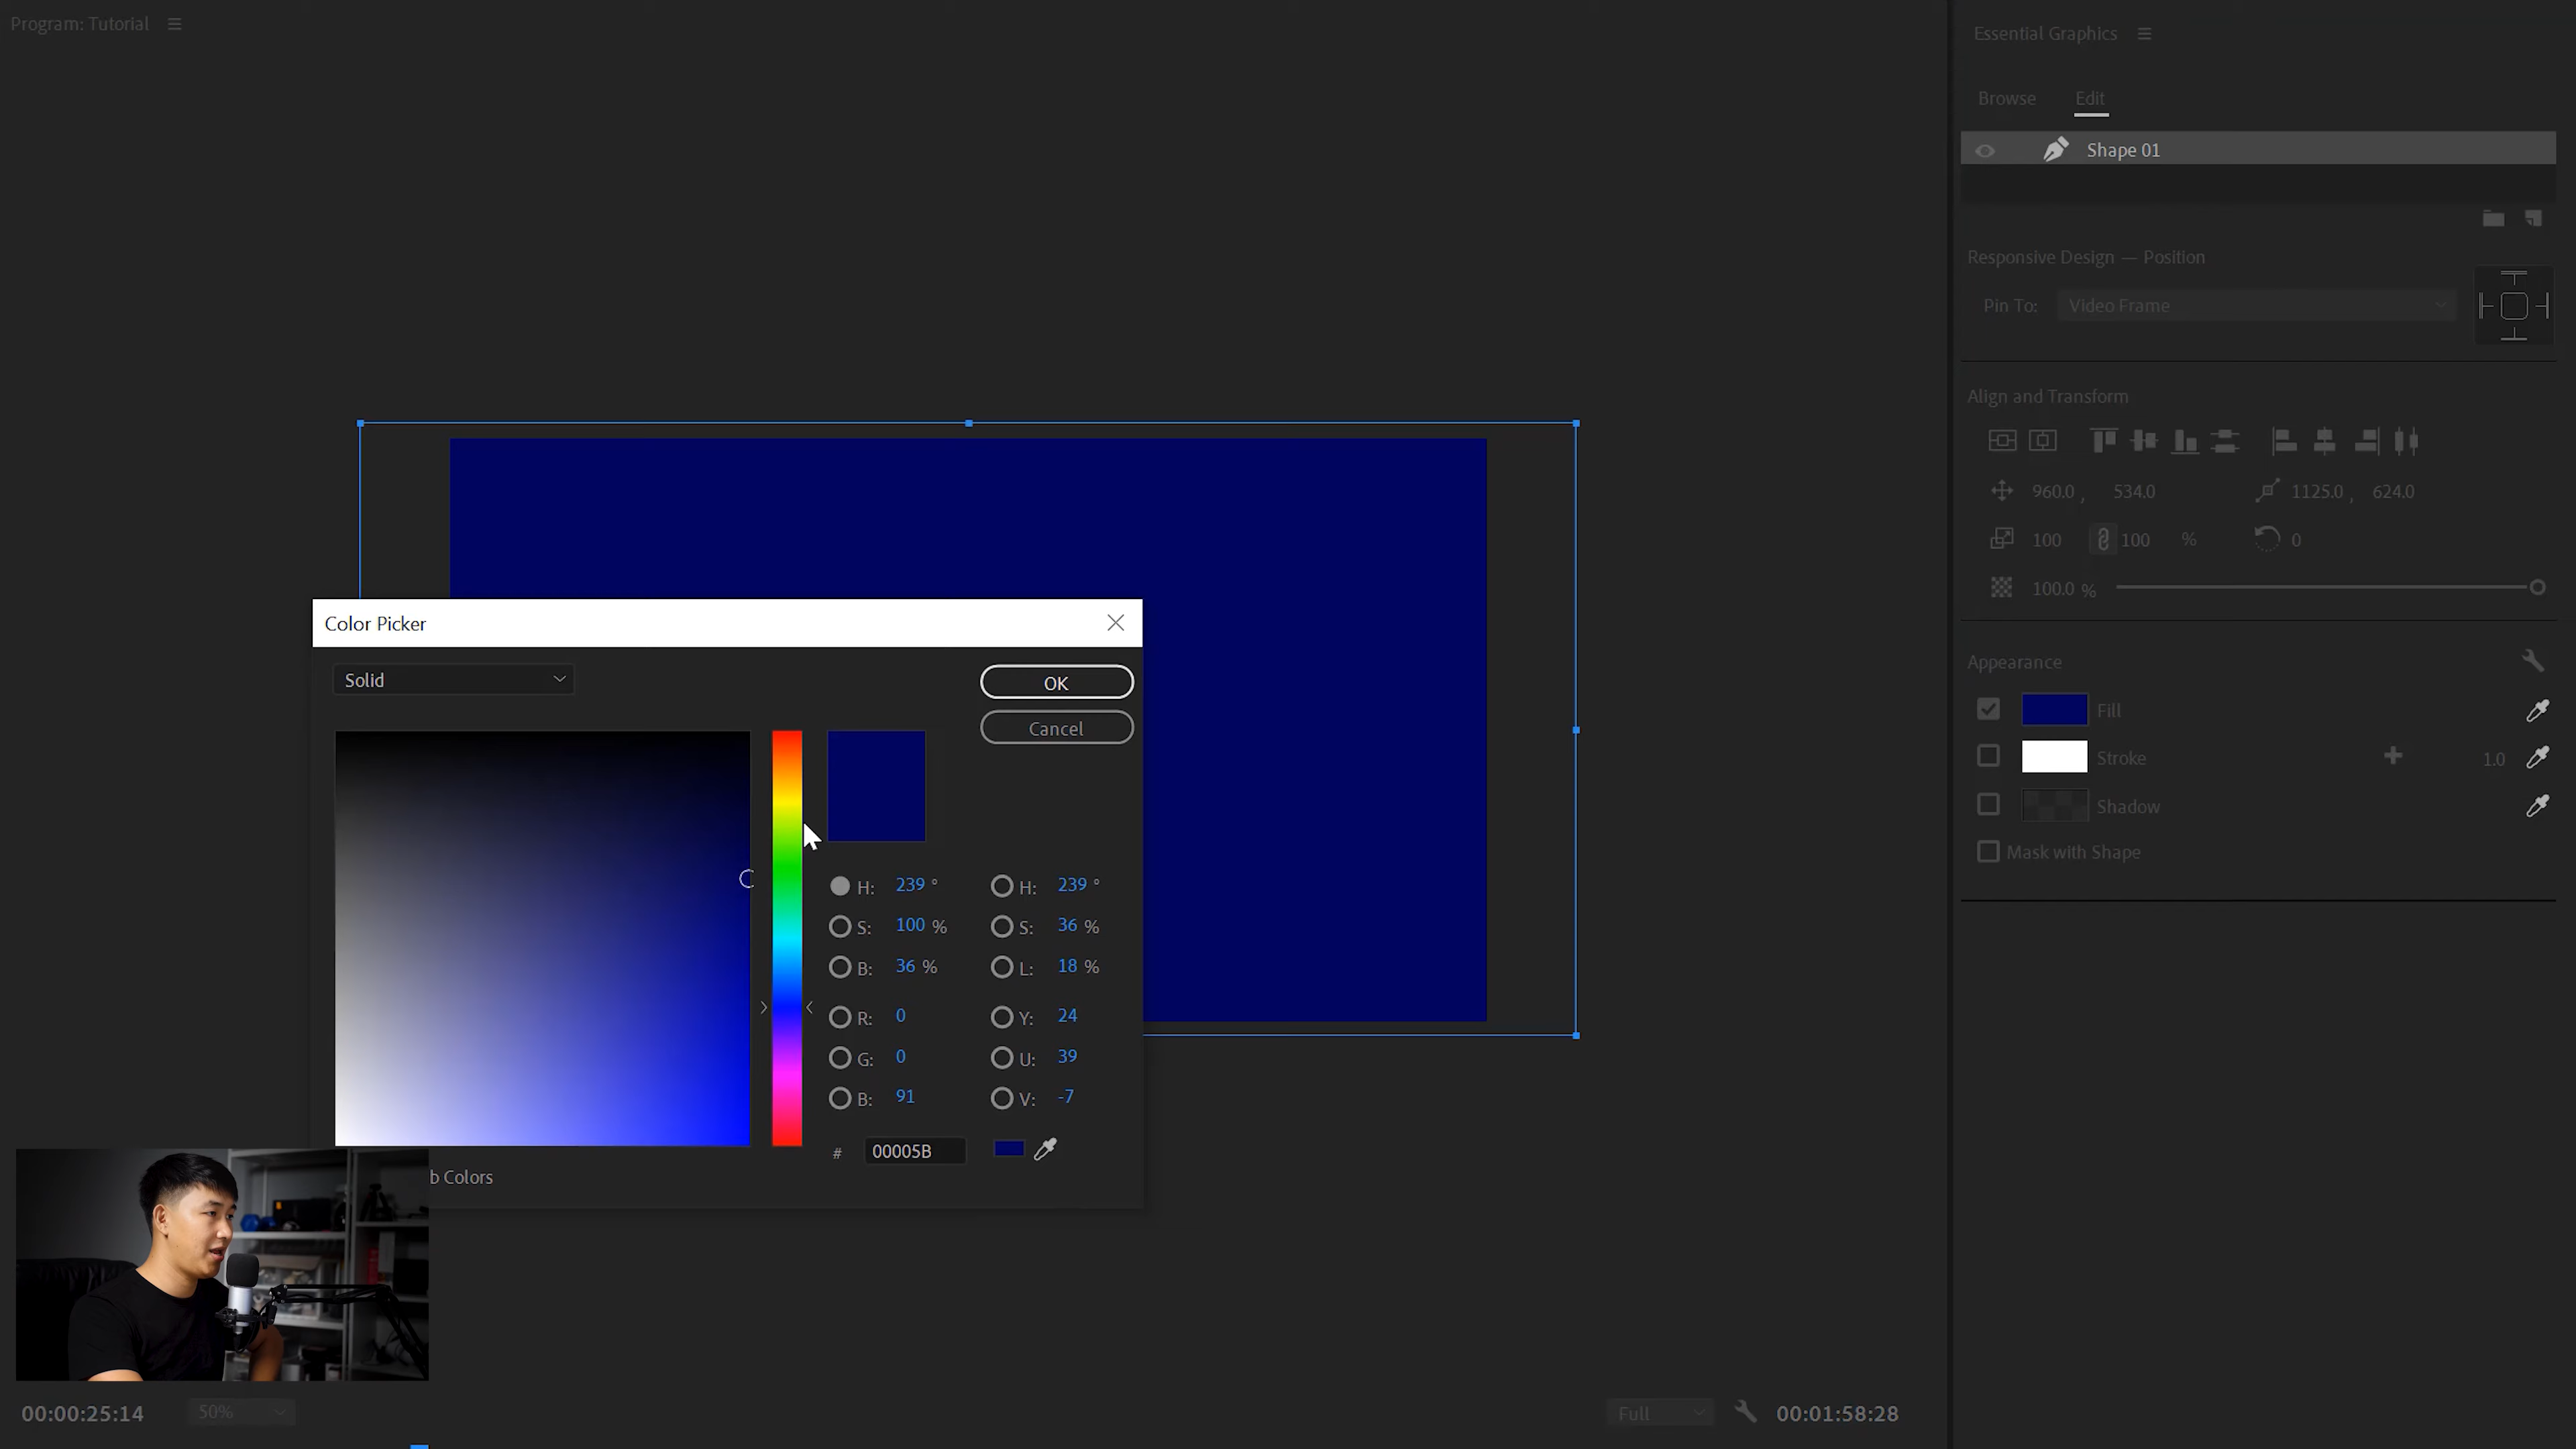 Program: Tutorial
Essential Graphics
Browse Edit
Shape 01
Responsive Design — Position
Pin To: Video Frame
Align and Transform
960.0 , 534.0 1125.0 , 624.0
100 100 % 0
100.0 %
Appearance
Fill
Stroke 1.0
Shadow
Mask with Shape
Color Picker
Solid
OK
Cancel
H: 239 ° H: 239 °
S: 100 % S: 36 %
B: 36 % L: 18 %
R: 0 Y: 24
G: 0 U: 39
B: 91 V: -7
# 00005B
b Colors
00:00:25:14 50% Full 00:01:58:28